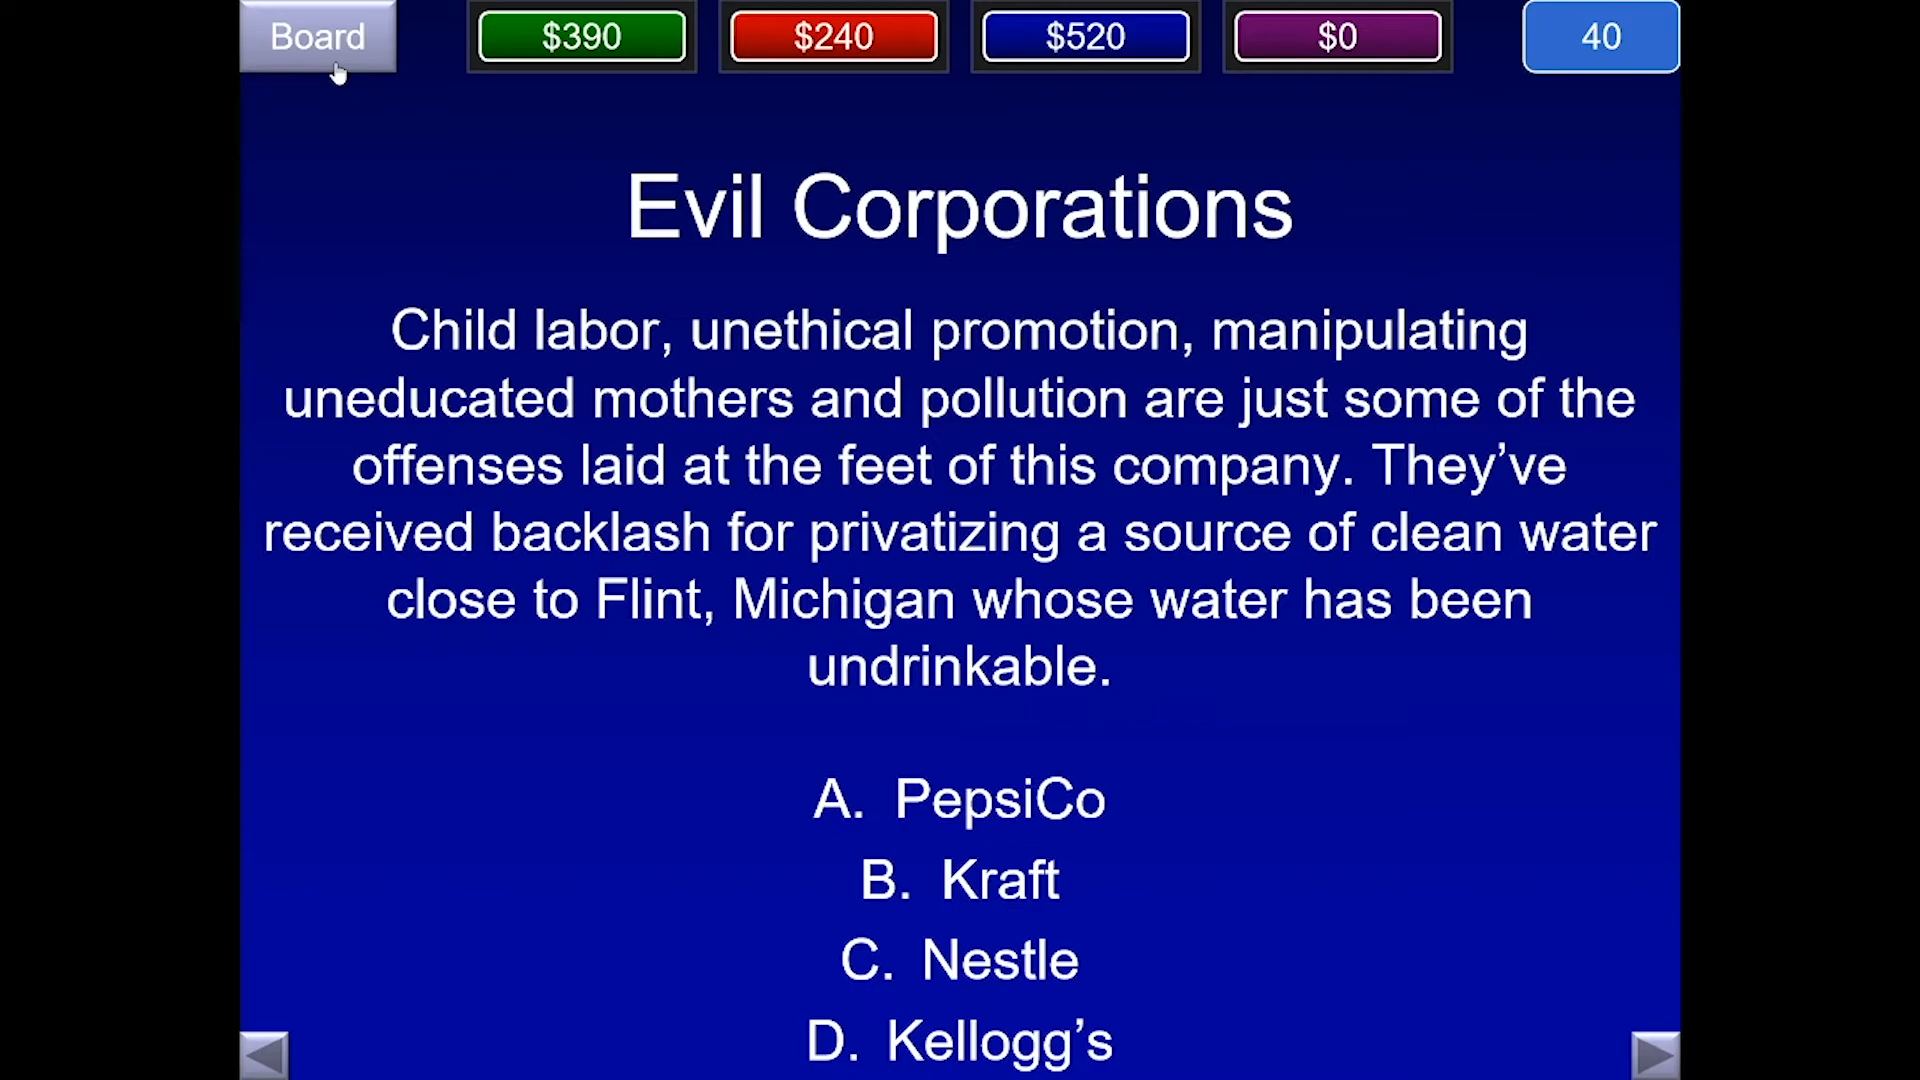 Board $390 $240 $520 $0 40
Evil Corporations
Child labor, unethical promotion, manipulating
uneducated mothers and pollution are just some of the
offenses laid at the feet of this company. They’ve
received backlash for privatizing a source of clean water
close to Flint, Michigan whose water has been
undrinkable.
A. PepsiCo
B. Kraft
C. Nestle
D. Kellogg’s